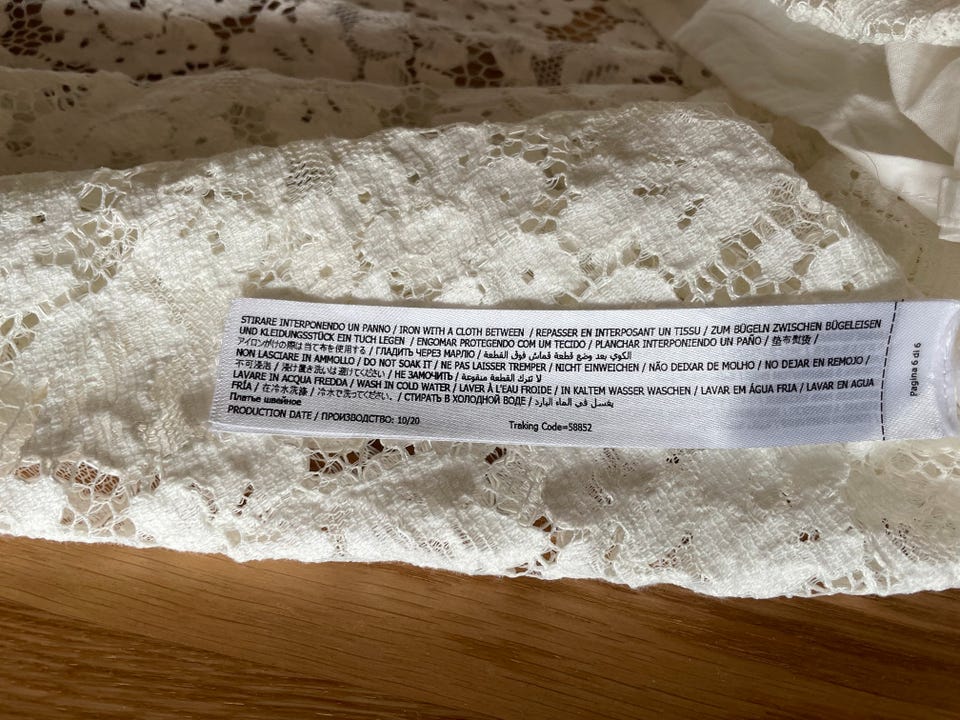 STIRARE INTERPONENDO UN PANNO / IRON WITH A CLOTH BETWEEN / REPASSER EN INTERPOSANT UN TISSU / ZUM BÜGELN ZWISCHEN BÜGELEISEN
UND KLEIDUNGSSTÜCK EIN TUCH LEGEN / ENGOMAR PROTEGENDO COM UM TECIDO / PLANCHAR INTERPONIENDO UN PAÑO / 垫布熨烫 /
アイロンがけの際は当て布を使用する / ГЛАДИТЬ ЧЕРЕЗ МАРЛЮ / الكوي بعد وضع قطعة قماش فوق القطعة
NON LASCIARE IN AMMOLLO / DO NOT SOAK IT / NE PAS LAISSER TREMPER / NICHT EINWEICHEN / NÃO DEIXAR DE MOLHO / NO DEJAR EN REMOJO /
不可浸泡 / 浸け置き洗いは避けてください / НЕ ЗАМОЧИТЬ / لا تترك القطعة منقوعة
LAVARE IN ACQUA FREDDA / WASH IN COLD WATER / LAVER À L'EAU FROIDE / IN KALTEM WASSER WASCHEN / LAVAR EM ÁGUA FRIA / LAVAR EN AGUA
FRÍA / 在冷水洗滌 / 冷水で洗ってください。 / СТИРАТЬ В ХОЛОДНОЙ ВОДЕ / يغسل في الماء البارد
Платье швейное
PRODUCTION DATE / ПРОИЗВОДСТВО: 10/20
Traking Code=58852
Pagina 6 di 6